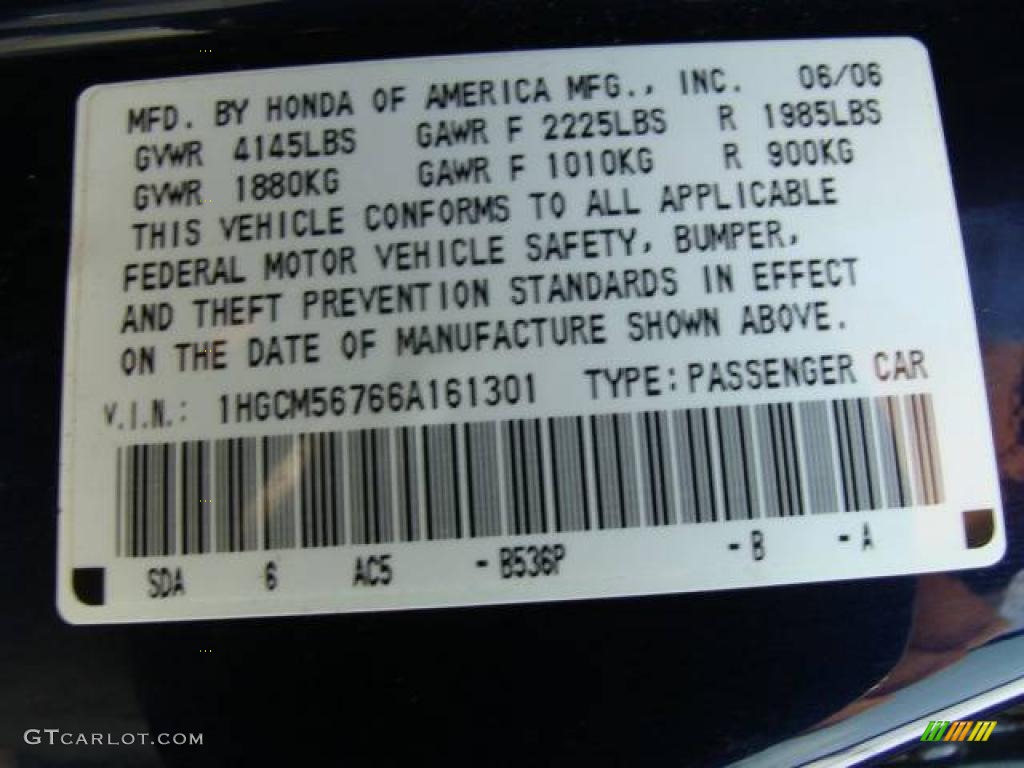 MFD. BY HONDA OF AMERICA MFG., INC. 06/06
GVWR 4145LBS GAWR F 2225LBS R 1985LBS
GVWR 1880KG GAWR F 1010KG R 900KG
THIS VEHICLE CONFORMS TO ALL APPLICABLE
FEDERAL MOTOR VEHICLE SAFETY, BUMPER,
AND THEFT PREVENTION STANDARDS IN EFFECT
ON THE DATE OF MANUFACTURE SHOWN ABOVE.
V.I.N.: 1HGCM56766A161301 TYPE:PASSENGER CAR
SDA 6 AC5 -B536P -B -A
GTCARLOT.COM